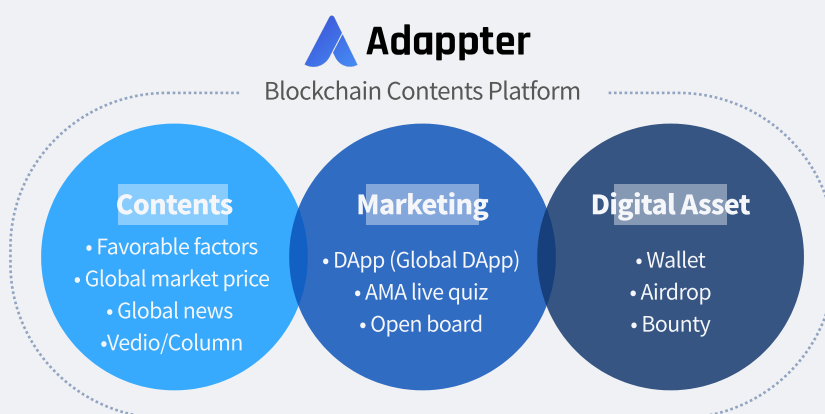 Adappter
Blockchain Contents Platform
Contents
• Favorable factors
• Global market price
• Global news
•Vedio/Column
Marketing
• DApp (Global DApp)
• AMA live quiz
• Open board
Digital Asset
• Wallet
• Airdrop
• Bounty